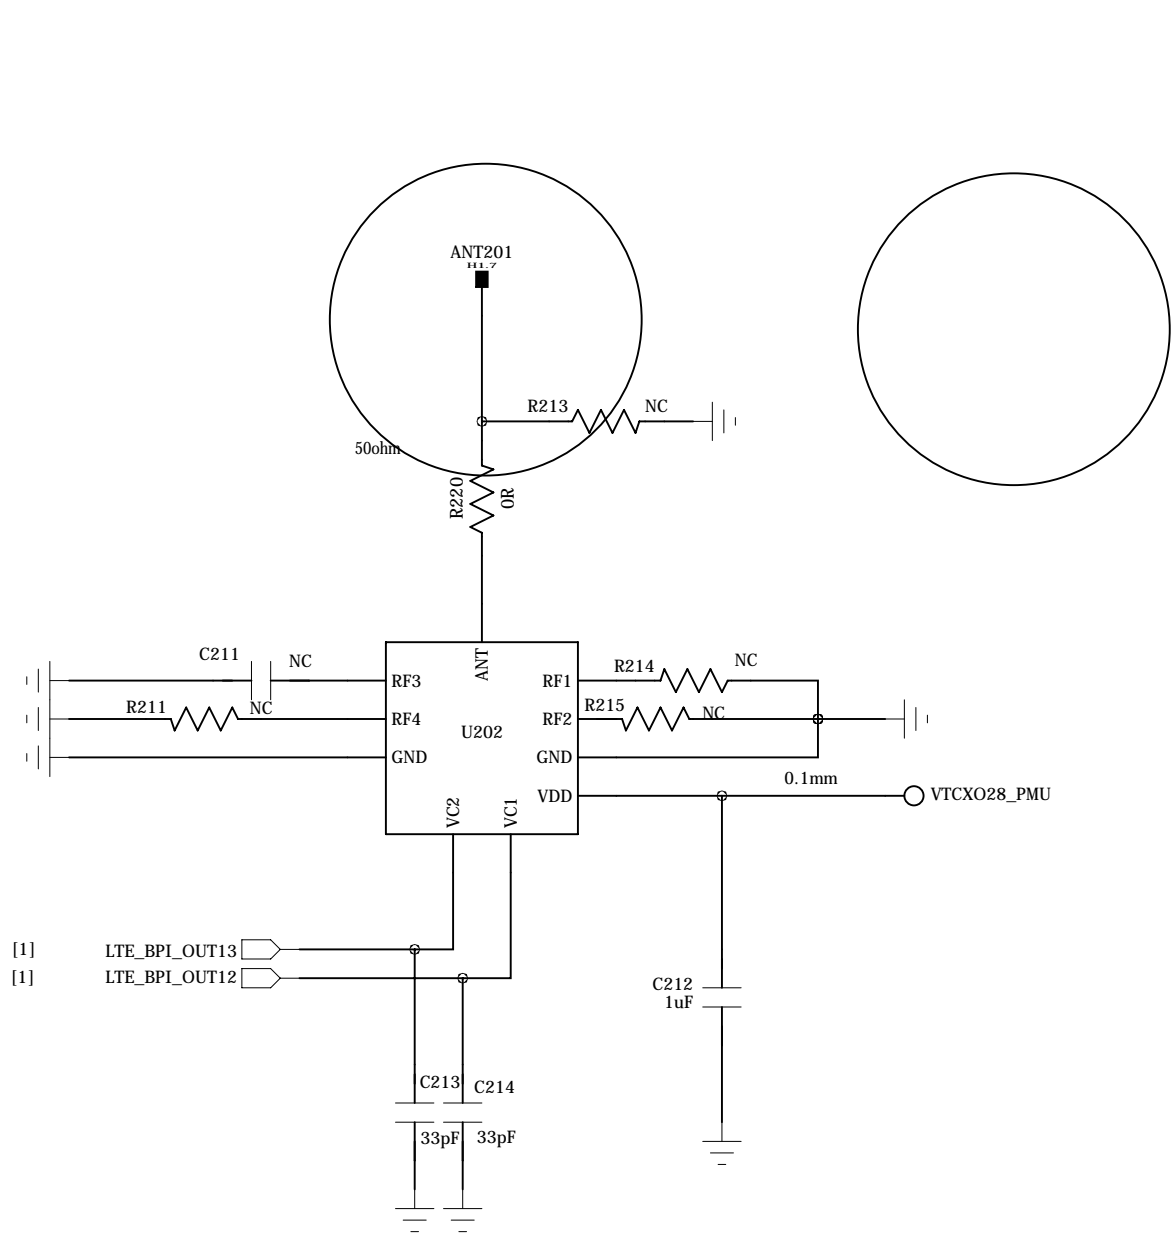 ANT201
H1.7
R213 NC
50ohm
R220
0R
C211 NC
R211 NC
ANT
RF3
RF4
GND
U202
RF1
RF2
GND
VDD
VC2
VC1
R214 NC
R215 NC
0.1mm
VTCXO28_PMU
[1] LTE_BPI_OUT13
[1] LTE_BPI_OUT12
C212
1uF
C213 C214
33pF 33pF